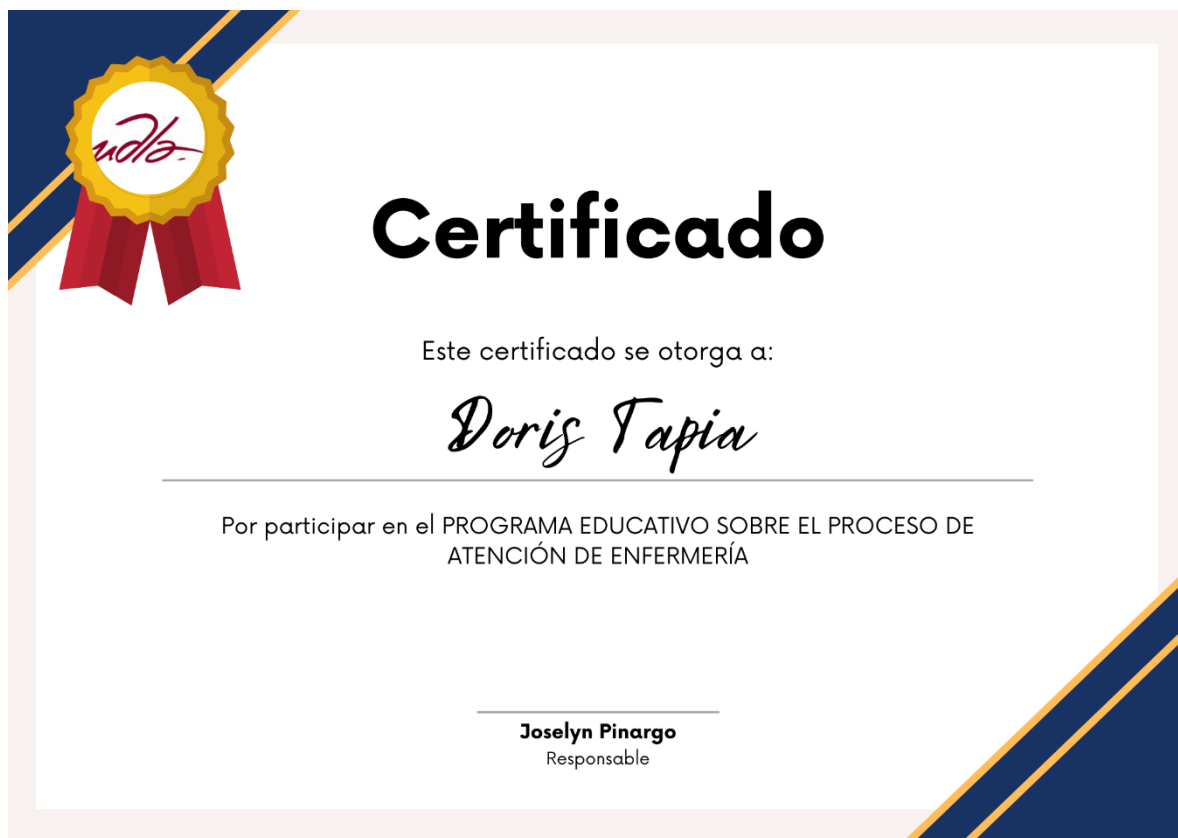 udla-
Certificado
Este certificado se otorga a:
Doris Tapia
Por participar en el PROGRAMA EDUCATIVO SOBRE EL PROCESO DE
ATENCIÓN DE ENFERMERÍA
Joselyn Pinargo
Responsable